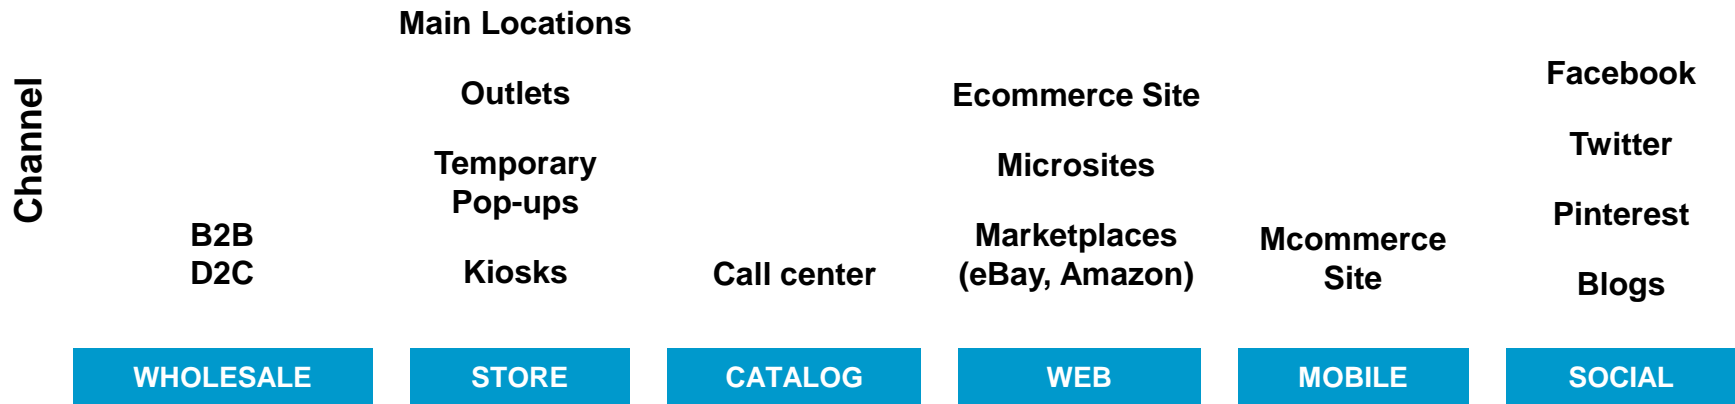 Channel
B2B
D2C
WHOLESALE
Main Locations
Outlets
Temporary
Pop-ups
Kiosks
STORE
Call center
CATALOG
Ecommerce Site
Microsites
Marketplaces
(eBay, Amazon)
WEB
Mcommerce
Site
MOBILE
Facebook
Twitter
Pinterest
Blogs
SOCIAL